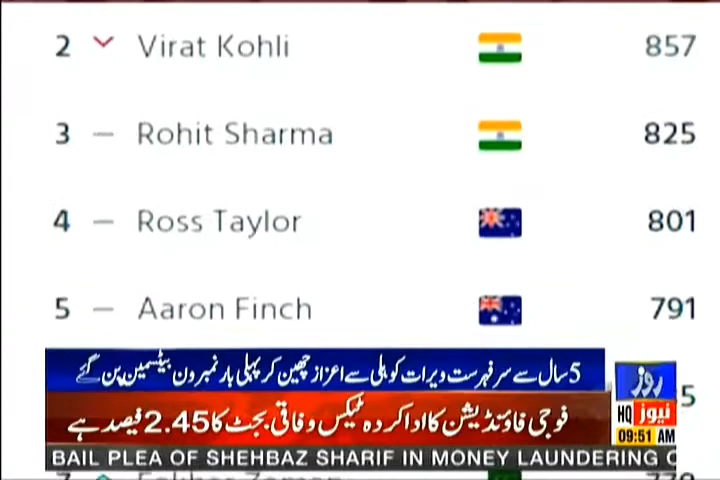 2 Virat Kohli 857
3 — Rohit Sharma 825
4 — Ross Taylor 801
5 — Aaron Finch 791
5 سال سے سرفہرست ویرات کوہلی سے اعزاز چھین کر پہلی بار نمبرون بیٹسمین بن گئے
فوجی فاؤنڈیشن کا ادا کردہ ٹیکس وفاقی بجٹ کا 2.45 فیصد ہے
روز
HQ نیوز
09:51 AM
5
BAIL PLEA OF SHEHBAZ SHARIF IN MONEY LAUNDERING C